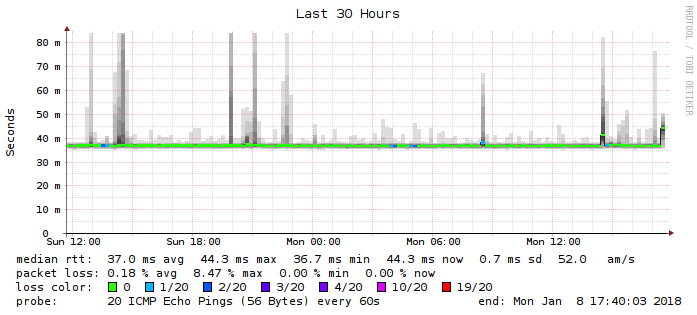 Last 30 Hours
RRDTOOL / TOBI OETIKER
Seconds
80 m
70 m
60 m
50 m
40 m
30 m
20 m
10 m
0
Sun 12:00 Sun 18:00 Mon 00:00 Mon 06:00 Mon 12:00
median rtt: 37.0 ms avg 44.3 ms max 36.7 ms min 44.3 ms now 0.7 ms sd 52.0 am/s
packet loss: 0.18 % avg 8.47 % max 0.00 % min 0.00 % now
loss color: 0 1/20 2/20 3/20 4/20 10/20 19/20
probe: 20 ICMP Echo Pings (56 Bytes) every 60s end: Mon Jan 8 17:40:03 2018